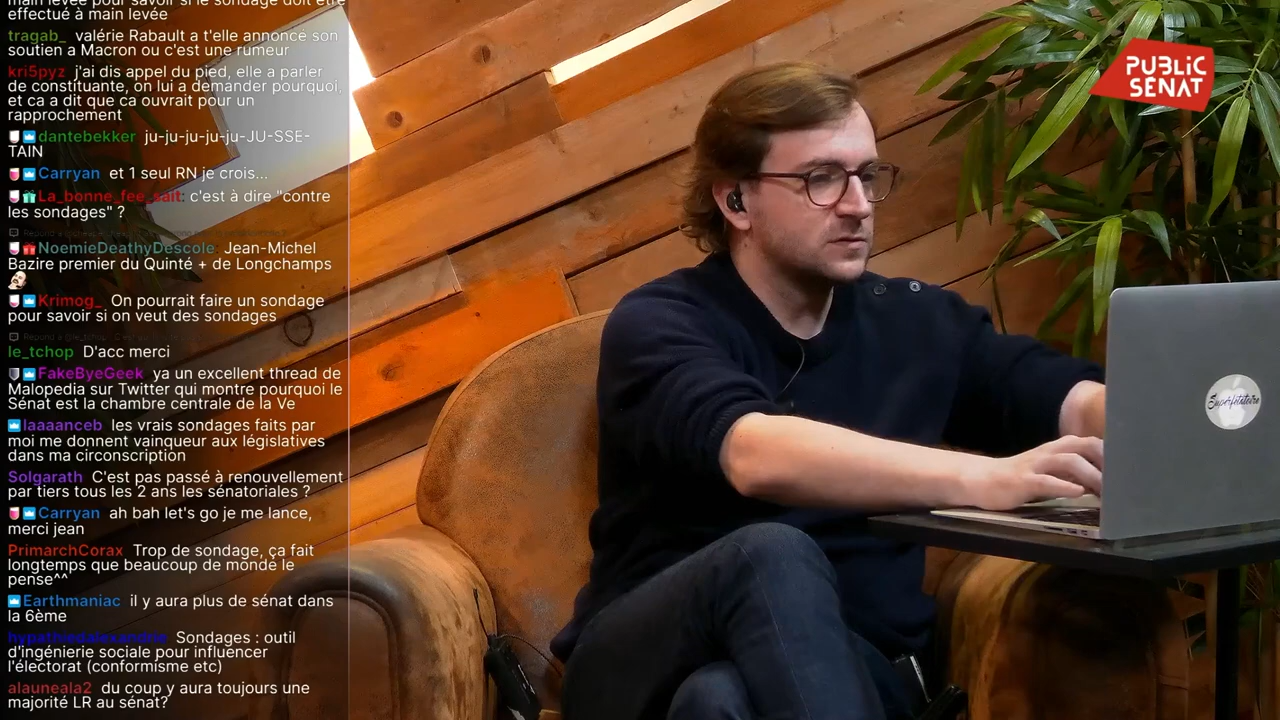 main levée pour savoir si le sondage doit être
effectué à main levée
tragab_ valérie Rabault a t'elle annoncé son
soutien a Macron ou c'est une rumeur
kri5pyz j'ai dis appel du pied, elle a parler
de constituante, on lui a demander pourquoi,
et ca a dit que ca ouvrait pour un
rapprochement
dantebekker ju-ju-ju-ju-ju-JU-SSE-
TAIN
Carryan et 1 seul RN je crois...
La_bonne_fee_sait: c'est à dire "contre
les sondages" ?
NoemieDeathyDescole Jean-Michel
Bazire premier du Quinté + de Longchamps
Krimog_ On pourrait faire un sondage
pour savoir si on veut des sondages
le_tchop D'acc merci
FakeByeGeek ya un excellent thread de
Malopedia sur Twitter qui montre pourquoi le
Sénat est la chambre centrale de la Ve
laaaanceb les vrais sondages faits par
moi me donnent vainqueur aux législatives
dans ma circonscription
Solgarath C'est pas passé à renouvellement
par tiers tous les 2 ans les sénatoriales ?
Carryan ah bah let's go je me lance,
merci jean
PrimarchCorax Trop de sondage, ça fait
longtemps que beaucoup de monde le
pense^^
Earthmaniac il y aura plus de sénat dans
la 6ème
hypathiedalexandrie Sondages : outil
d'ingénierie sociale pour influencer
l'électorat (conformisme etc)
alauneala2 du coup y aura toujours une
majorité LR au sénat?
PUBLIC
SÉNAT